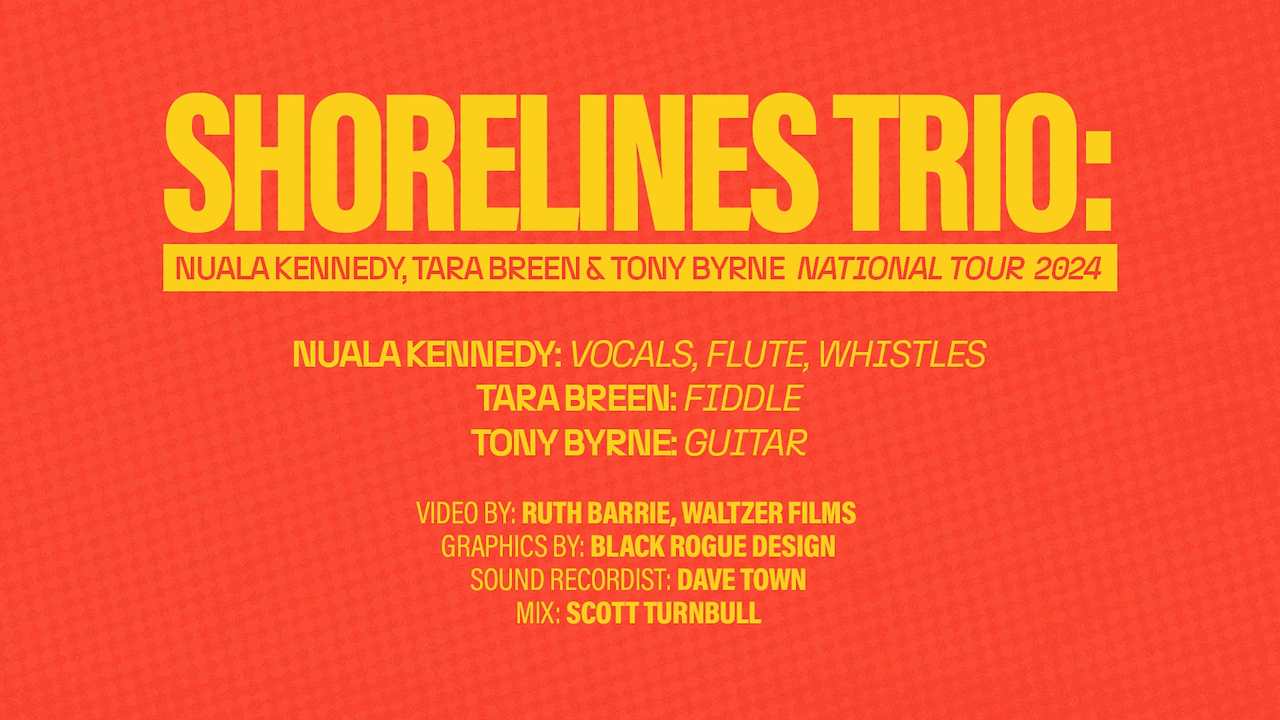 SHORELINES TRIO:
NUALA KENNEDY, TARA BREEN & TONY BYRNE NATIONAL TOUR 2024
NUALA KENNEDY: VOCALS, FLUTE, WHISTLES
TARA BREEN: FIDDLE
TONY BYRNE: GUITAR
VIDEO BY: RUTH BARRIE, WALTZER FILMS
GRAPHICS BY: BLACK ROGUE DESIGN
SOUND RECORDIST: DAVE TOWN
MIX: SCOTT TURNBULL